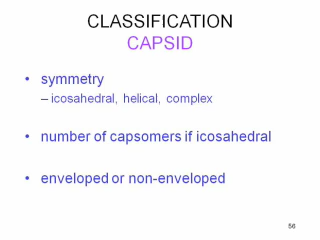 CLASSIFICATION
CAPSID
• symmetry
– icosahedral, helical, complex
• number of capsomers if icosahedral
• enveloped or non-enveloped
56